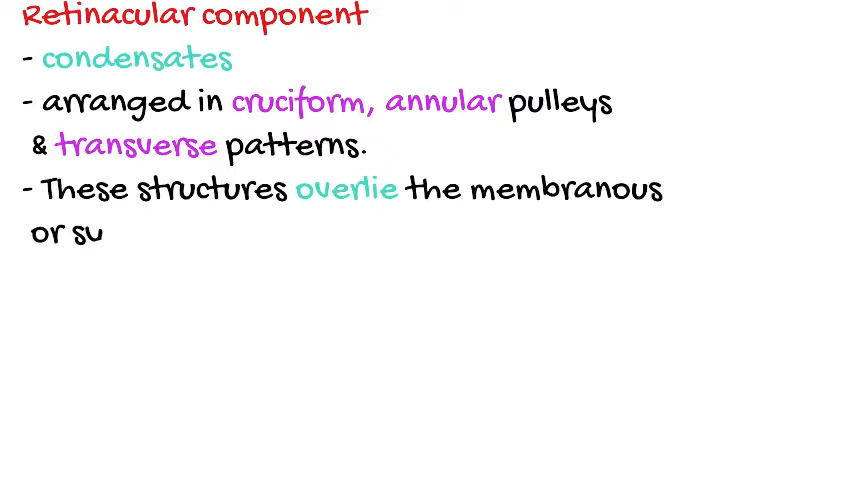 Retinacular component
- condensates
- arranged in cruciform, annular pulleys
& transverse patterns.
- These structures overlie the membranous
or su